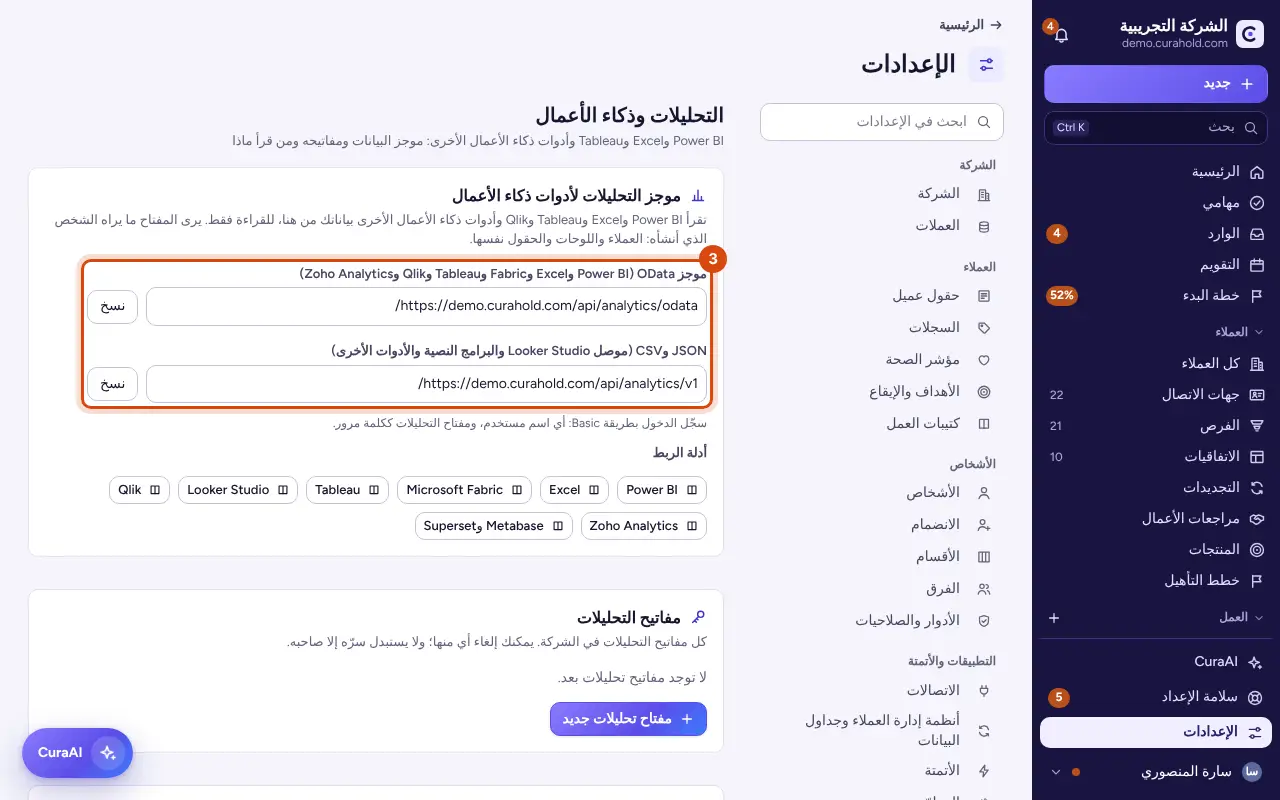 الشركة التجريبية
demo.curahold.com
4
جديد
بحث
Ctrl K
الرئيسية
مهامي
الوارد
4
التقويم
خطة البدء
52%
العملاء
كل العملاء
جهات الاتصال
22
الفرص
21
الاتفاقيات
10
التجديدات
مراجعات الأعمال
المنتجات
خطط التأهيل
العمل
CuraAI
سلامة الإعداد
5
الإعدادات
سا
سارة المنصوري
الرئيسية
الإعدادات
ابحث في الإعدادات
الشركة
الشركة
العملات
العملاء
حقول عميل
السجلات
مؤشر الصحة
الأهداف والإيقاع
كتيبات العمل
الأشخاص
الأشخاص
الانضمام
الأقسام
الفرق
الأدوار والصلاحيات
التطبيقات والأتمتة
الاتصالات
أنظمة إدارة العملاء وجداول
البيانات
الأتمتة
التحليلات وذكاء الأعمال
Power BI وExcel وTableau وأدوات ذكاء الأعمال الأخرى: موجز البيانات ومفاتيحه ومن قرأ ماذا
موجز التحليلات لأدوات ذكاء الأعمال
تقرأ Power BI وExcel وTableau وQlik وأدوات ذكاء الأعمال الأخرى بياناتك من هنا، للقراءة فقط. يرى المفتاح ما يراه الشخص
الذي أنشأه: العملاء واللوحات والحقول نفسها.
3
موجز OData (Power BI وExcel وFabric وTableau وQlik وZoho Analytics)
https://demo.curahold.com/api/analytics/odata/
نسخ
JSON وCSV (موصل Looker Studio والبرامج النصية والأدوات الأخرى)
https://demo.curahold.com/api/analytics/v1/
نسخ
سجّل الدخول بطريقة Basic: أي اسم مستخدم، ومفتاح التحليلات ككلمة مرور.
أدلة الربط
Power BI
Excel
Microsoft Fabric
Tableau
Looker Studio
Qlik
Zoho Analytics
Metabase وSuperset
مفاتيح التحليلات
كل مفاتيح التحليلات في الشركة. يمكنك إلغاء أي منها؛ ولا يستبدل سرّه إلا صاحبه.
لا توجد مفاتيح تحليلات بعد.
مفتاح تحليلات جديد
CuraAI